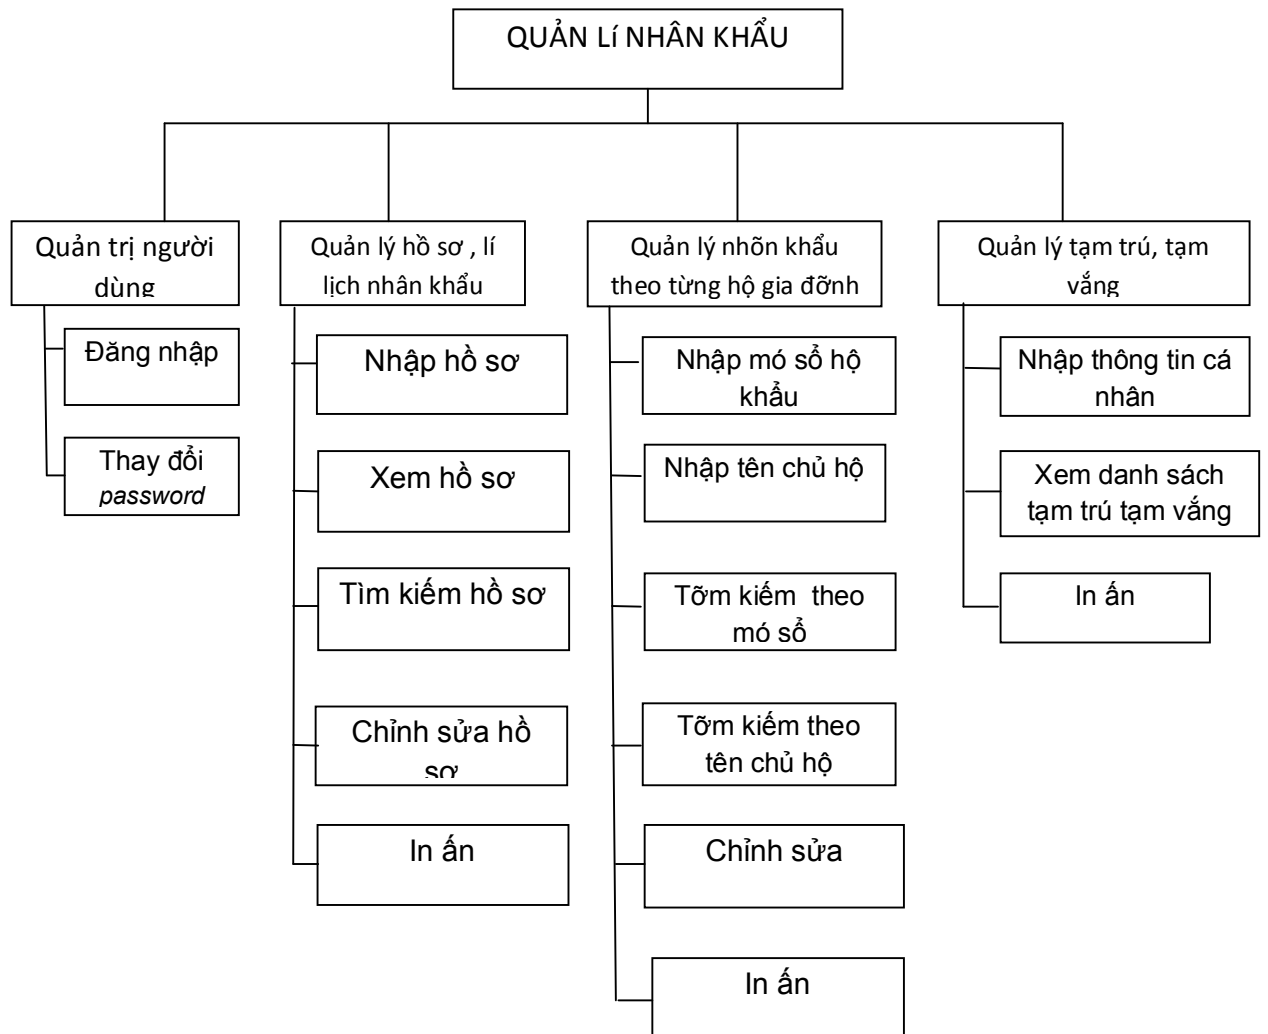 QUẢN Lí NHÂN KHẨU
Quản trị người
dùng
Đăng nhập
Thay đổi
password
Quản lý hồ sơ , lí
lịch nhân khẩu
Nhập hồ sơ
Xem hồ sơ
Tìm kiếm hồ sơ
Chỉnh sửa hồ
sơ
In ấn
Quản lý nhõn khẩu
theo từng hộ gia đỡnh
Nhập mó sổ hộ
khẩu
Nhập tên chủ hộ
Tỡm kiếm theo
mó sổ
Tỡm kiếm theo
tên chủ hộ
Chỉnh sửa
In ấn
Quản lý tạm trú, tạm
vắng
Nhập thông tin cá
nhân
Xem danh sách
tạm trú tạm vắng
In ấn